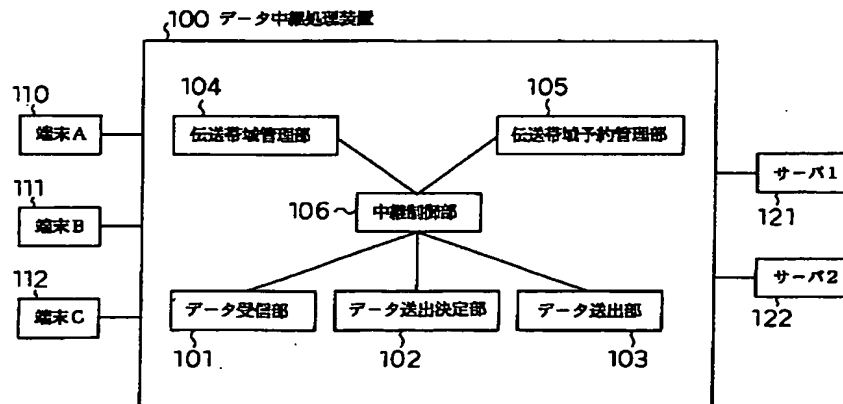 100 データ中継処理装置
104
伝送帯域管理部
105
伝送帯域予約管理部
110
端末A
111
端末B
112
端末C
106
中継制御部
サーバ1
121
サーバ2
122
データ受信部
101
データ送出決定部
102
データ送出部
103